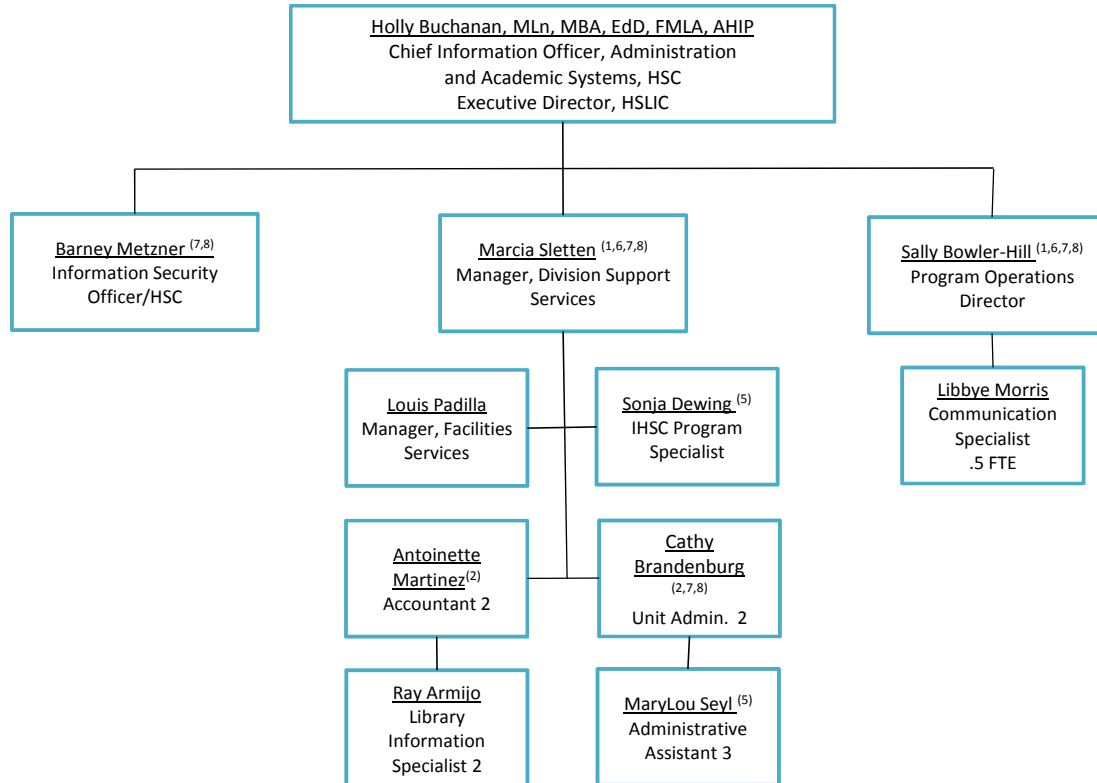 Holly Buchanan, MLn, MBA, EdD, FMLA, AHIP
Chief Information Officer, Administration
and Academic Systems, HSC
Executive Director, HSLIC
Barney Metzner (7,8)
Information Security
Officer/HSC
Marcia Sletten (1,6,7,8)
Manager, Division Support
Services
Sally Bowler-Hill (1,6,7,8)
Program Operations
Director
Louis Padilla
Manager, Facilities
Services
Sonja Dewing (5)
IHSC Program
Specialist
Libbye Morris
Communication
Specialist
.5 FTE
Antoinette
Martinez(2)
Accountant 2
Cathy
Brandenburg
(2,7,8)
Unit Admin. 2
Ray Armijo
Library
Information
Specialist 2
MaryLou Seyl (5)
Administrative
Assistant 3